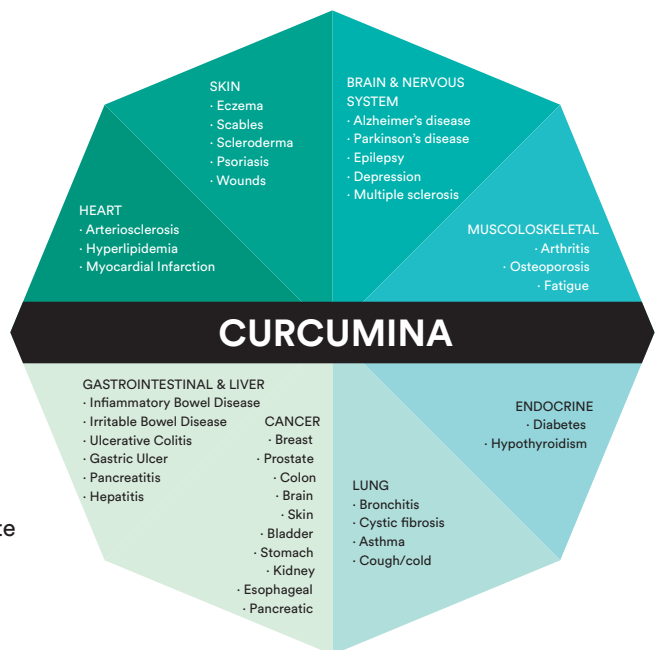 SKIN
· Eczema
· Scables
· Scleroderma
· Psoriasis
· Wounds
BRAIN & NERVOUS
SYSTEM
· Alzheimer's disease
· Parkinson's disease
· Epilepsy
· Depression
· Multiple sclerosis
HEART
· Arteriosclerosis
· Hyperlipidemia
· Myocardial Infarction
MUSCOLOSKELETAL
· Arthritis
· Osteoporosis
· Fatigue
CURCUMINA
GASTROINTESTINAL & LIVER
· Infiammatory Bowel Disease
· Irritable Bowel Disease
· Ulcerative Colitis
· Gastric Ulcer
· Pancreatitis
· Hepatitis
CANCER
· Breast
· Prostate
· Colon
· Brain
· Skin
· Bladder
· Stomach
· Kidney
· Esophageal
· Pancreatic
LUNG
· Bronchitis
· Cystic fibrosis
· Asthma
· Cough/cold
ENDOCRINE
· Diabetes
· Hypothyroidism